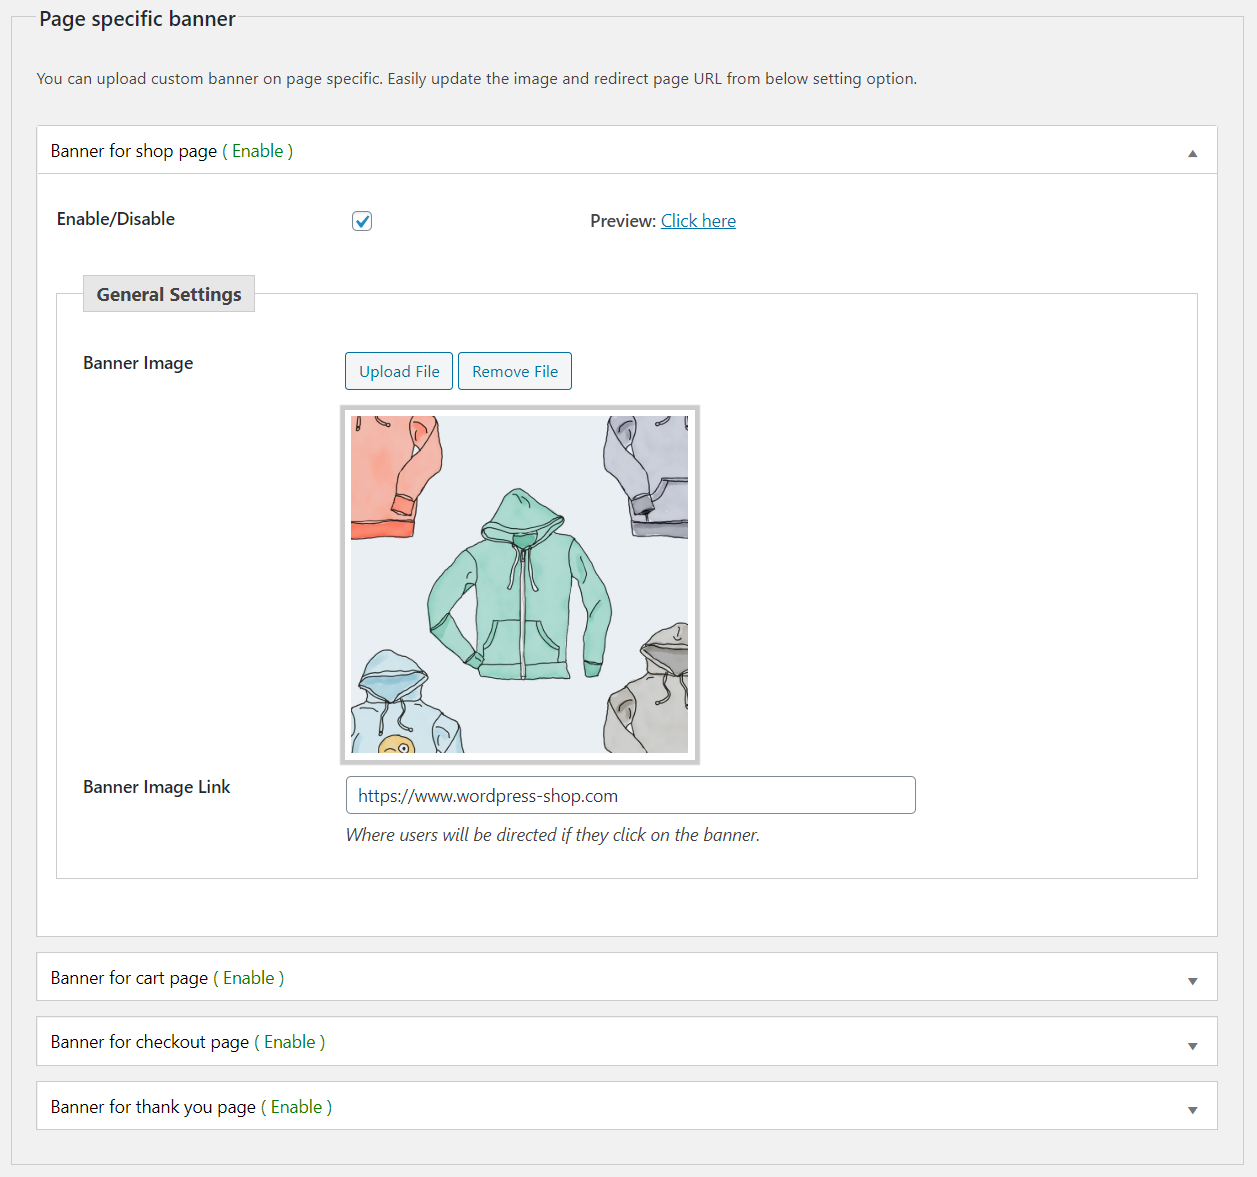 Page specific banner
You can upload custom banner on page specific. Easily update the image and redirect page URL from below setting option.
Banner for shop page ( Enable )
Enable/Disable
Preview: Click here
General Settings
Banner Image
Upload File
Remove File
Banner Image Link
https://www.wordpress-shop.com
Where users will be directed if they click on the banner.
Banner for cart page ( Enable )
Banner for checkout page ( Enable )
Banner for thank you page ( Enable )